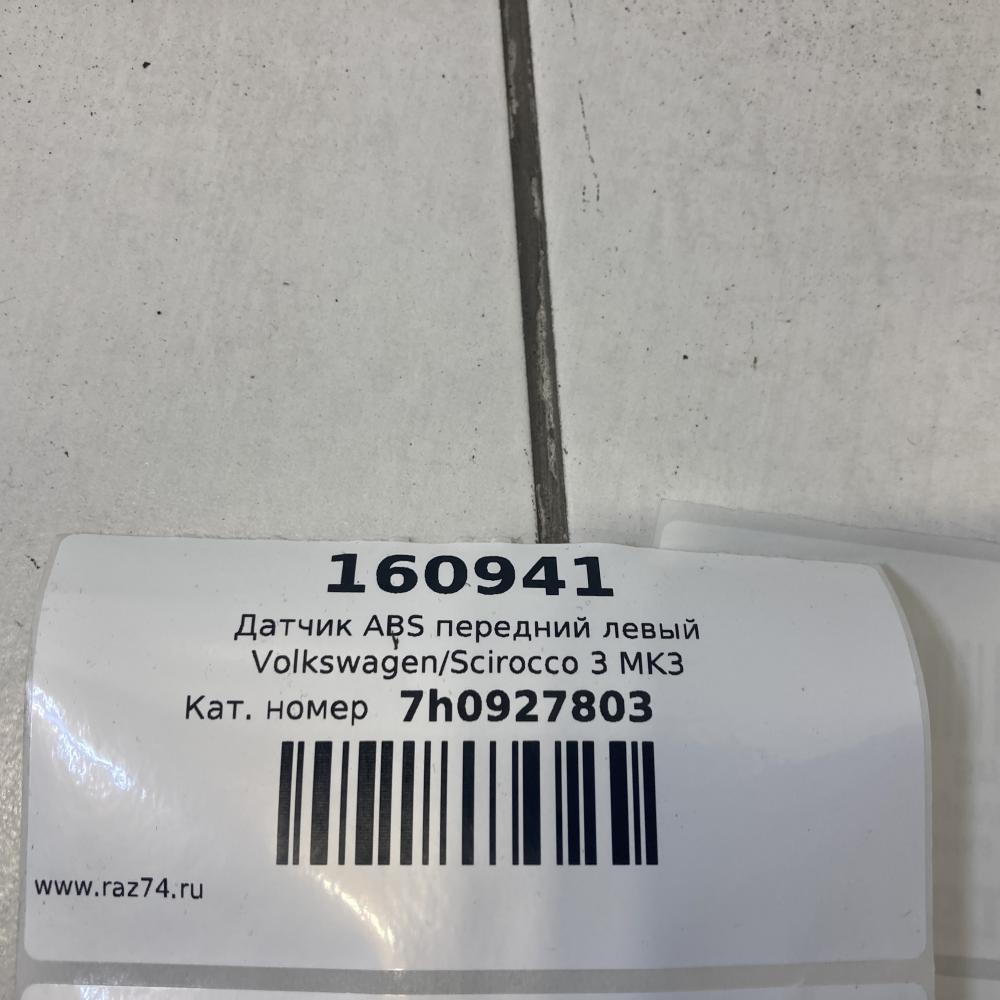 160941
Датчик ABS передний левый
Volkswagen/Scirocco 3 MK3
Кат. номер 7h0927803
www.raz74.ru